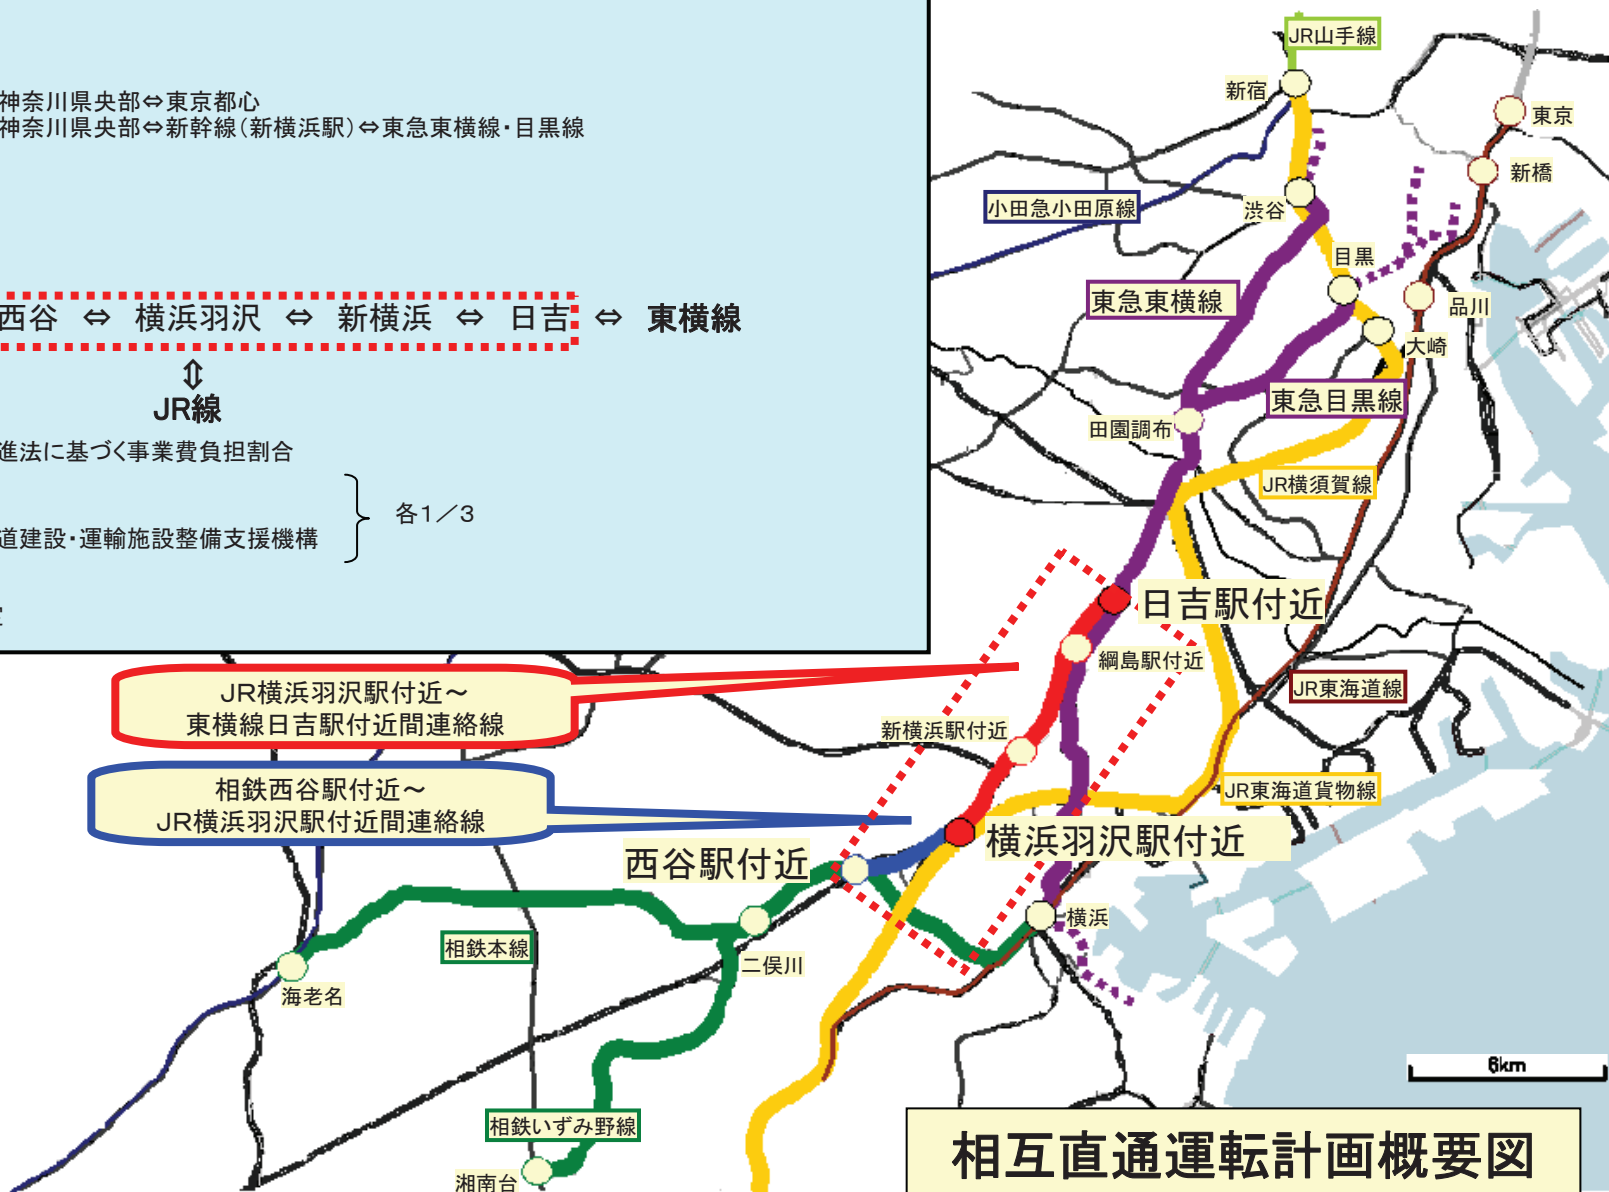 神奈川県央部⇔東京都心
神奈川県央部⇔新幹線(新横浜駅)⇔東急東横線・目黒線
西谷 ⇔ 横浜羽沢 ⇔ 新横浜 ⇔ 日吉 ⇔ 東横線
⇕
JR線
進法に基づく事業費負担割合
各1/3
道建設・運輸施設整備支援機構
JR山手線
新宿
東京
新橋
小田急小田原線
渋谷
目黒
東急東横線
品川
大崎
東急目黒線
田園調布
JR横須賀線
日吉駅付近
綱島駅付近
JR東海道線
JR横浜羽沢駅付近~
東横線日吉駅付近間連絡線
新横浜駅付近
相鉄西谷駅付近~
JR横浜羽沢駅付近間連絡線
JR東海道貨物線
横浜羽沢駅付近
西谷駅付近
横浜
相鉄本線
二俣川
海老名
6km
相鉄いずみ野線
湘南台
相互直通運転計画概要図